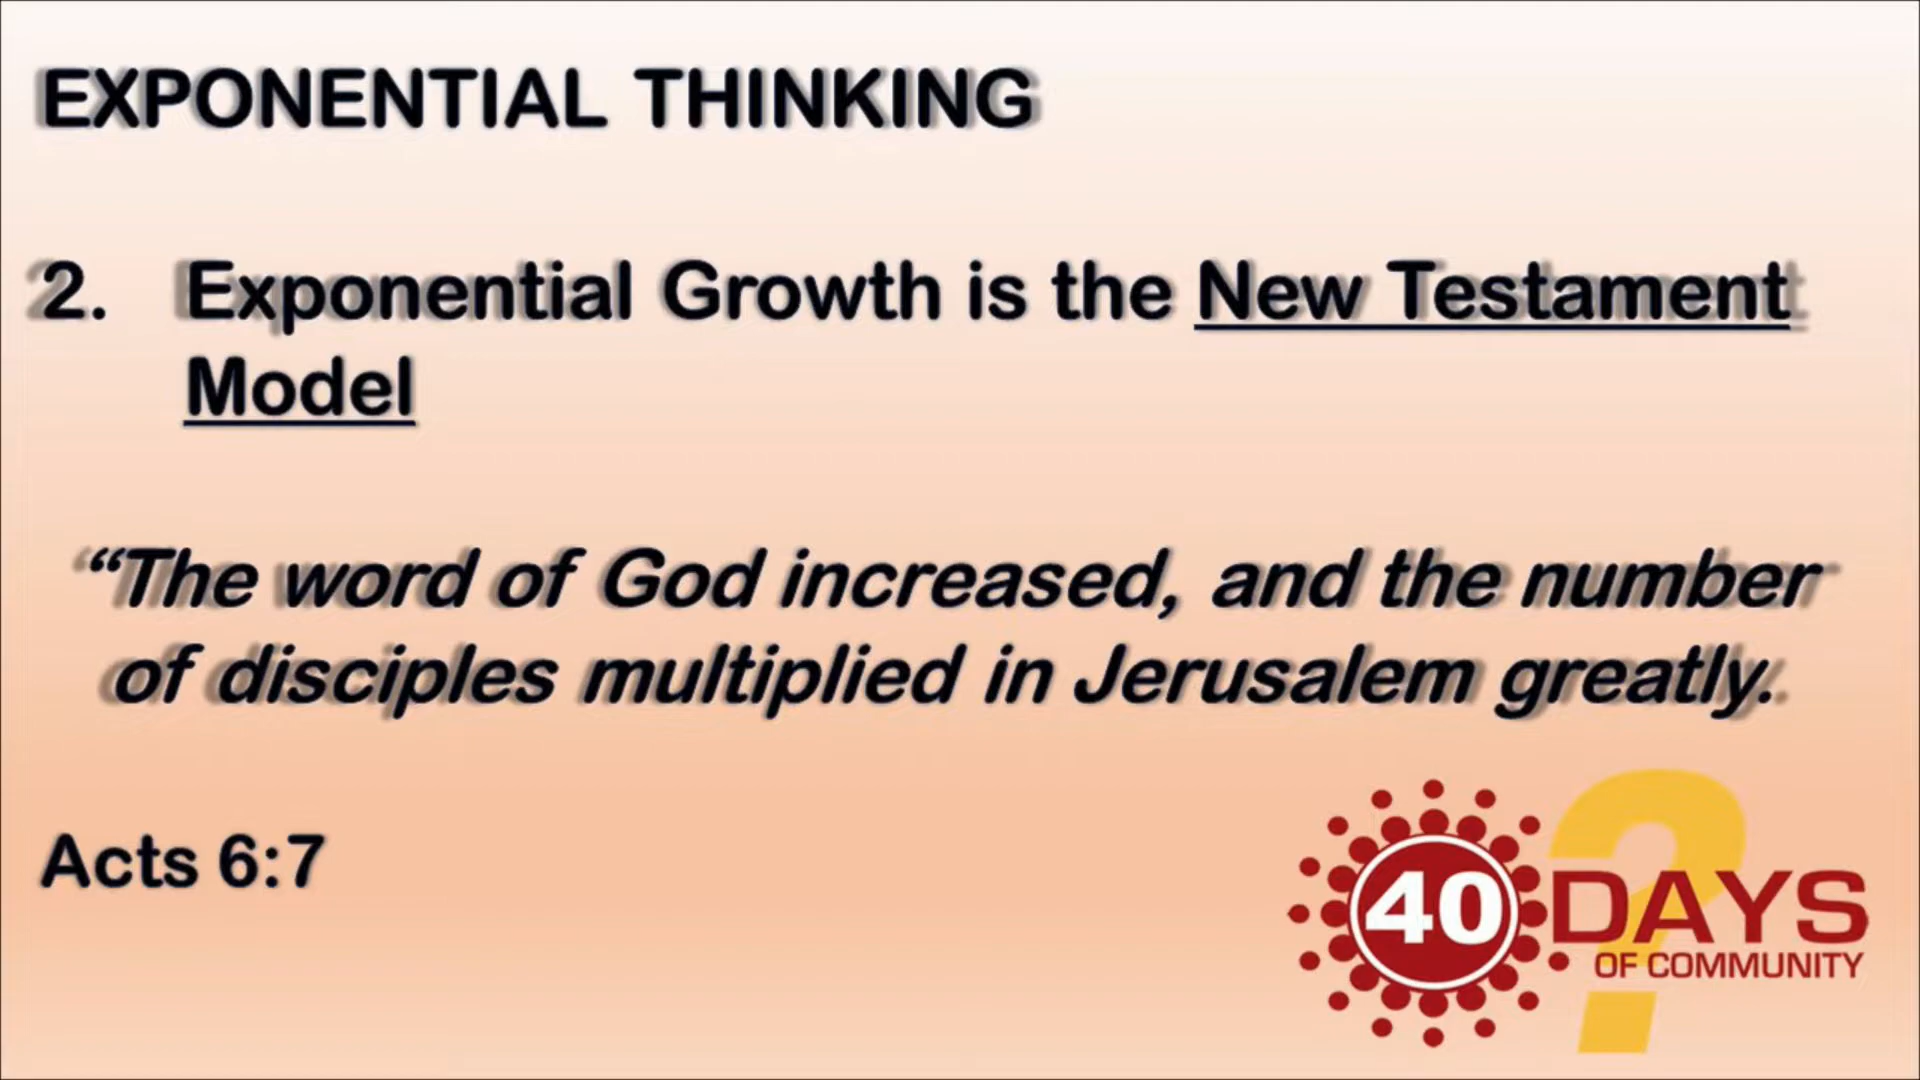 EXPONENTIAL THINKING
2. Exponential Growth is the New Testament
Model
“The word of God increased, and the number
of disciples multiplied in Jerusalem greatly.
Acts 6:7
?
40 DAYS
OF COMMUNITY